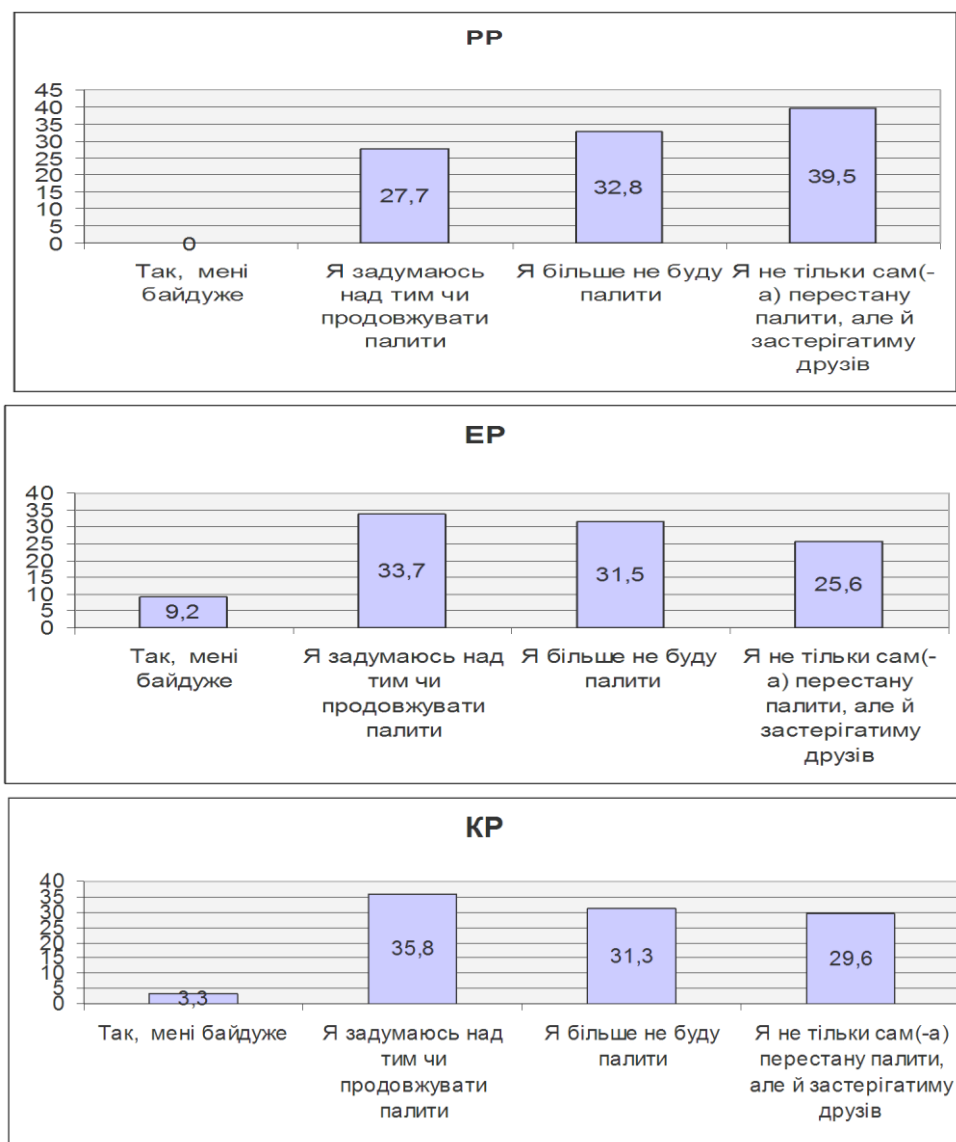 РР
45
40
35
30
25
20
15
10
5
0
0
27,7
32,8
39,5
Так, мені
байдуже
Я задумаюсь
над тим чи
продовжувати
палити
Я більше не буду
палити
Я не тільки сам(-
а) перестану
палити, але й
застерігатиму
друзів
ЕР
40
35
30
25
20
15
10
5
0
9,2
33,7
31,5
25,6
Так, мені
байдуже
Я задумаюсь над
тим чи
продовжувати
палити
Я більше не буду
палити
Я не тільки сам(-
а) перестану
палити, але й
застерігатиму
друзів
КР
40
35
30
25
20
15
10
5
0
3,3
35,8
31,3
29,6
Так, мені байдуже
Я задумаюсь над
тим чи
продовжувати
палити
Я більше не буду
палити
Я не тільки сам(-а)
перестану палити,
але й застерігатиму
друзів